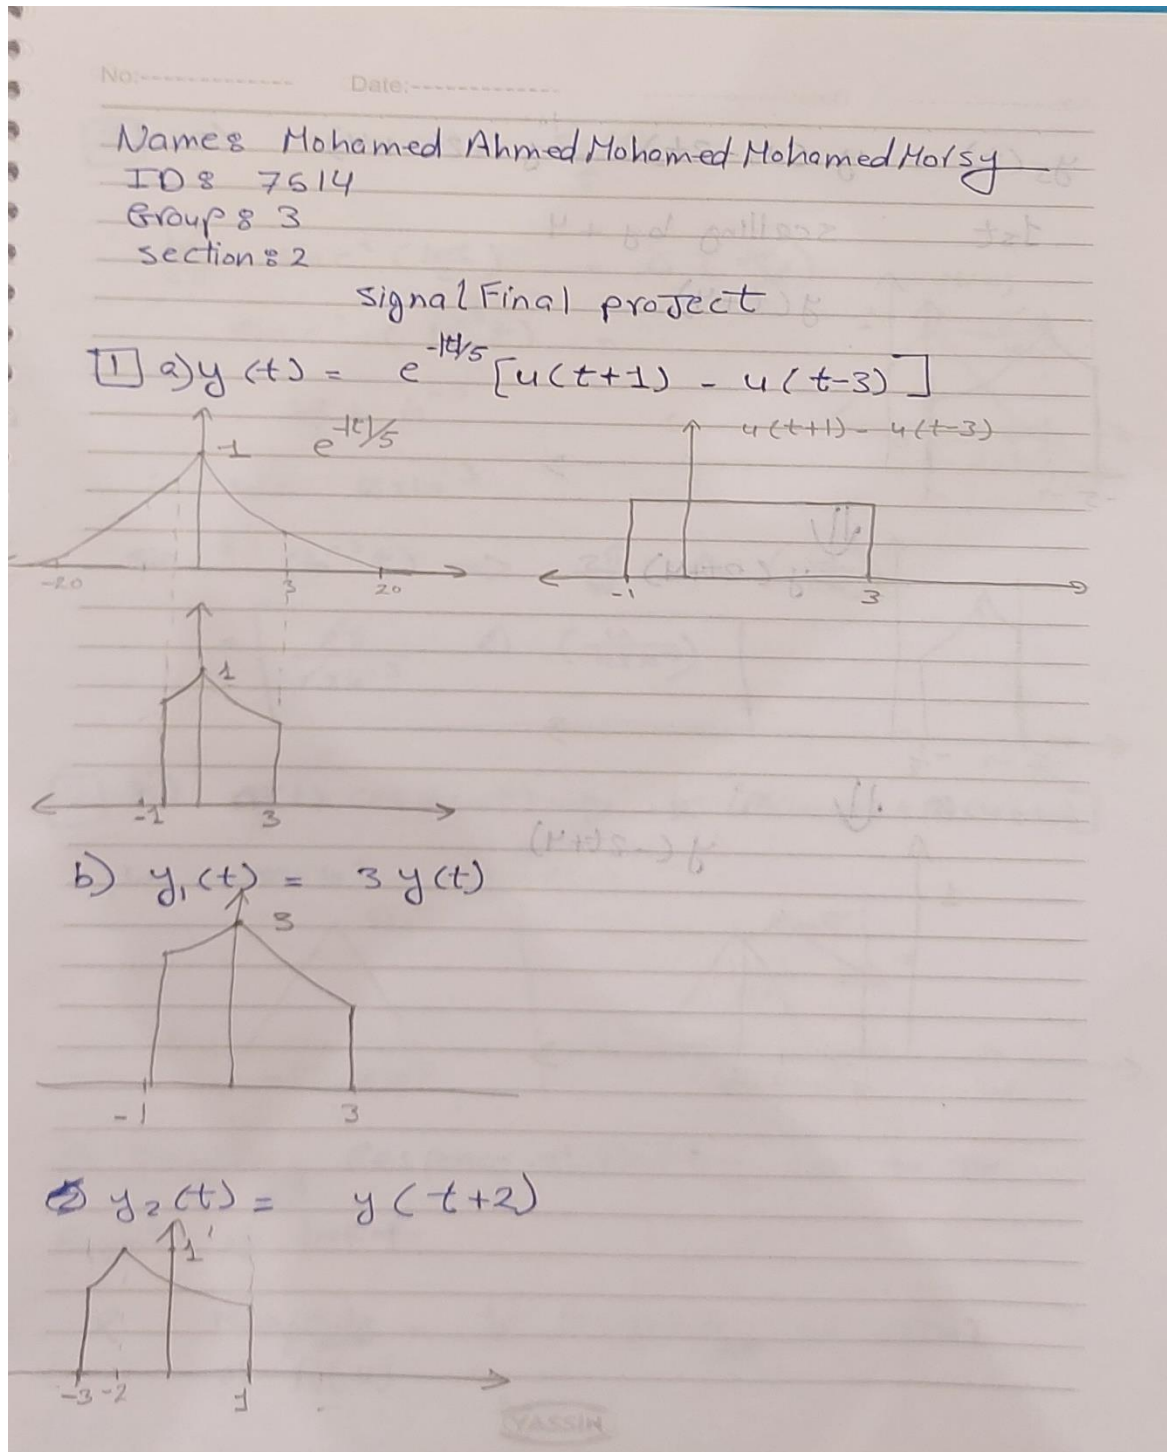 No:-------------- Date:--------------
Name: Mohamed Ahmed Mohamed Mohamed Morsy
ID: 7614
Group: 3
section: 2
signal Final project
1 a) y(t) = e^-|t|/5 [u(t+1) - u(t-3)]
1 e^-|t|/5 u(t+1) - u(t-3)
-20 3 20 -1 3
1
-1 3
b) y₁(t) = 3 y(t)
3
-1 3
y₂(t) = y(t+2)
1
-3 -2 1
YASSIN